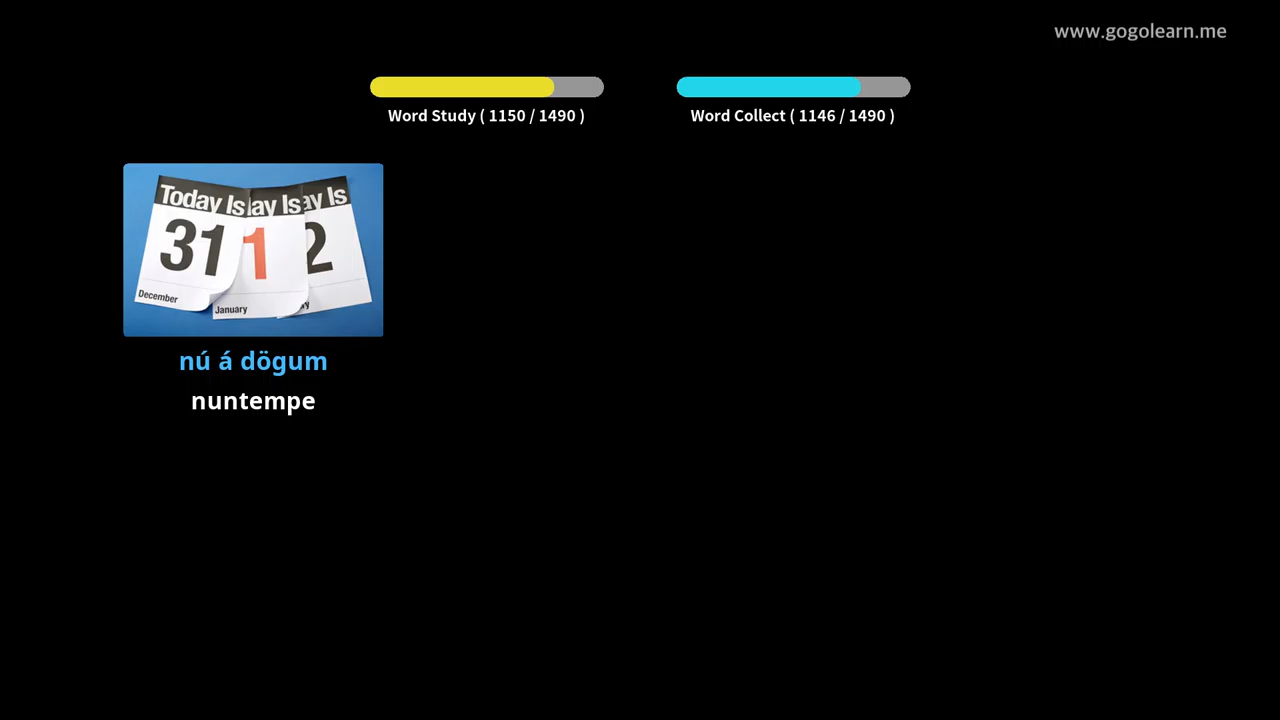 www.gogolearn.me
Word Study ( 1150 / 1490 )
Word Collect ( 1146 / 1490 )
Today Is
ay Is
ay Is
31
1
2
December
January
nú á dögum
nuntempe